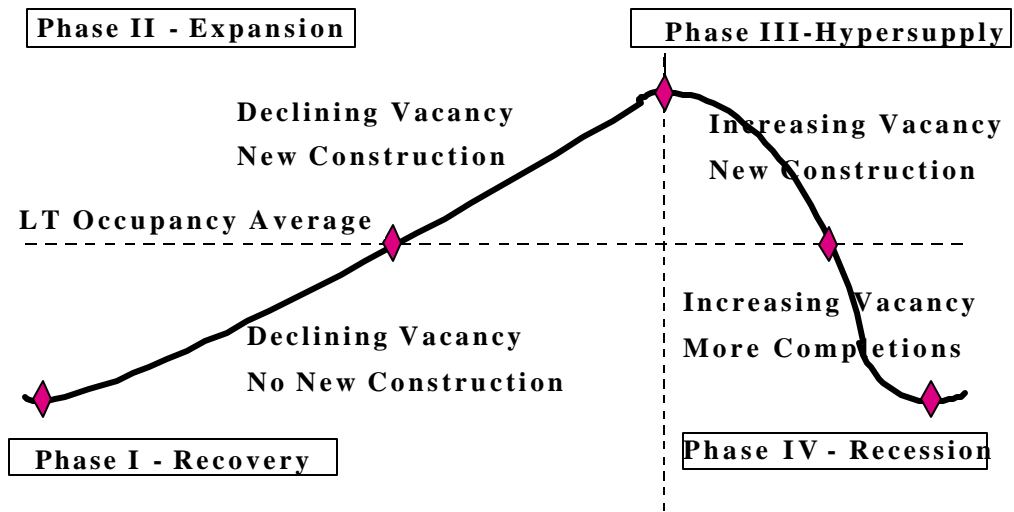 Phase II - Expansion
Phase III-Hypersupply
Declining Vacancy
New Construction
Increasing Vacancy
New Construction
LT Occupancy Average
Declining Vacancy
No New Construction
Increasing Vacancy
More Completions
Phase I - Recovery
Phase IV - Recession